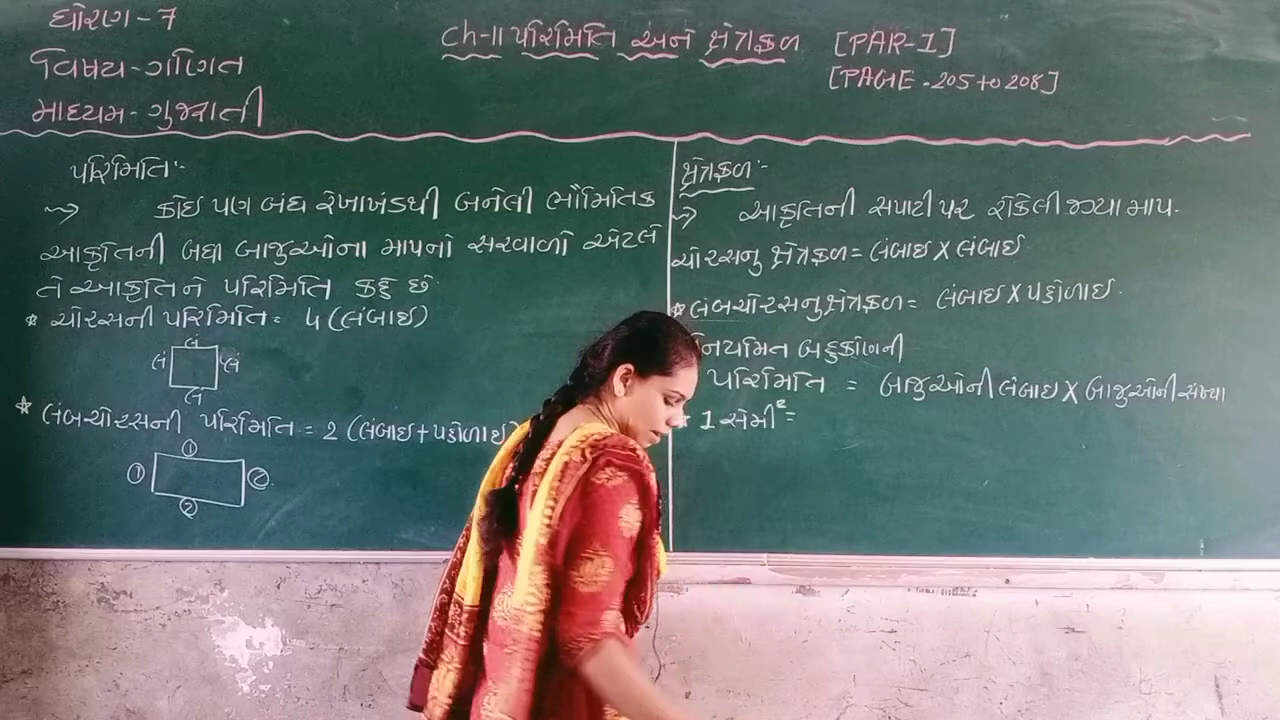 ધોરણ - 7
વિષય - ગણિત
માધ્યમ - ગુજરાતી
Ch-11 પરિમિતિ અને ક્ષેત્રફળ [PAR-1]
[PAGE - 205 to 208]
પરિમિતિ :-
કોઇ પણ બંધ રેખાખંડથી બનેલી ભૌમિતિક
આકૃતિની બધા બાજુઓના માપનો સરવાળો એટલે
તે આકૃતિને પરિમિતિ કહે છે
* ચોરસની પરિમિતિ = 4 (લંબાઇ)
લં
લં લં
લં
* લંબચોરસની પરિમિતિ = 2 (લંબાઇ + પહોળાઇ
①
① ②
②
ક્ષેત્રફળ :-
આકૃતિની સપાટી પર રોકેલી જગ્યા માપ.
ચોરસનુ ક્ષેત્રફળ = લંબાઇ X લંબાઇ
* લંબચોરસનુ ક્ષેત્રફળ = લંબાઇ X પહોળાઇ.
નિયમિત બહુકોણની
પરિમિતિ = બાજુઓની લંબાઇ X બાજુઓની સંખ્યા
* 1 સેમી² =